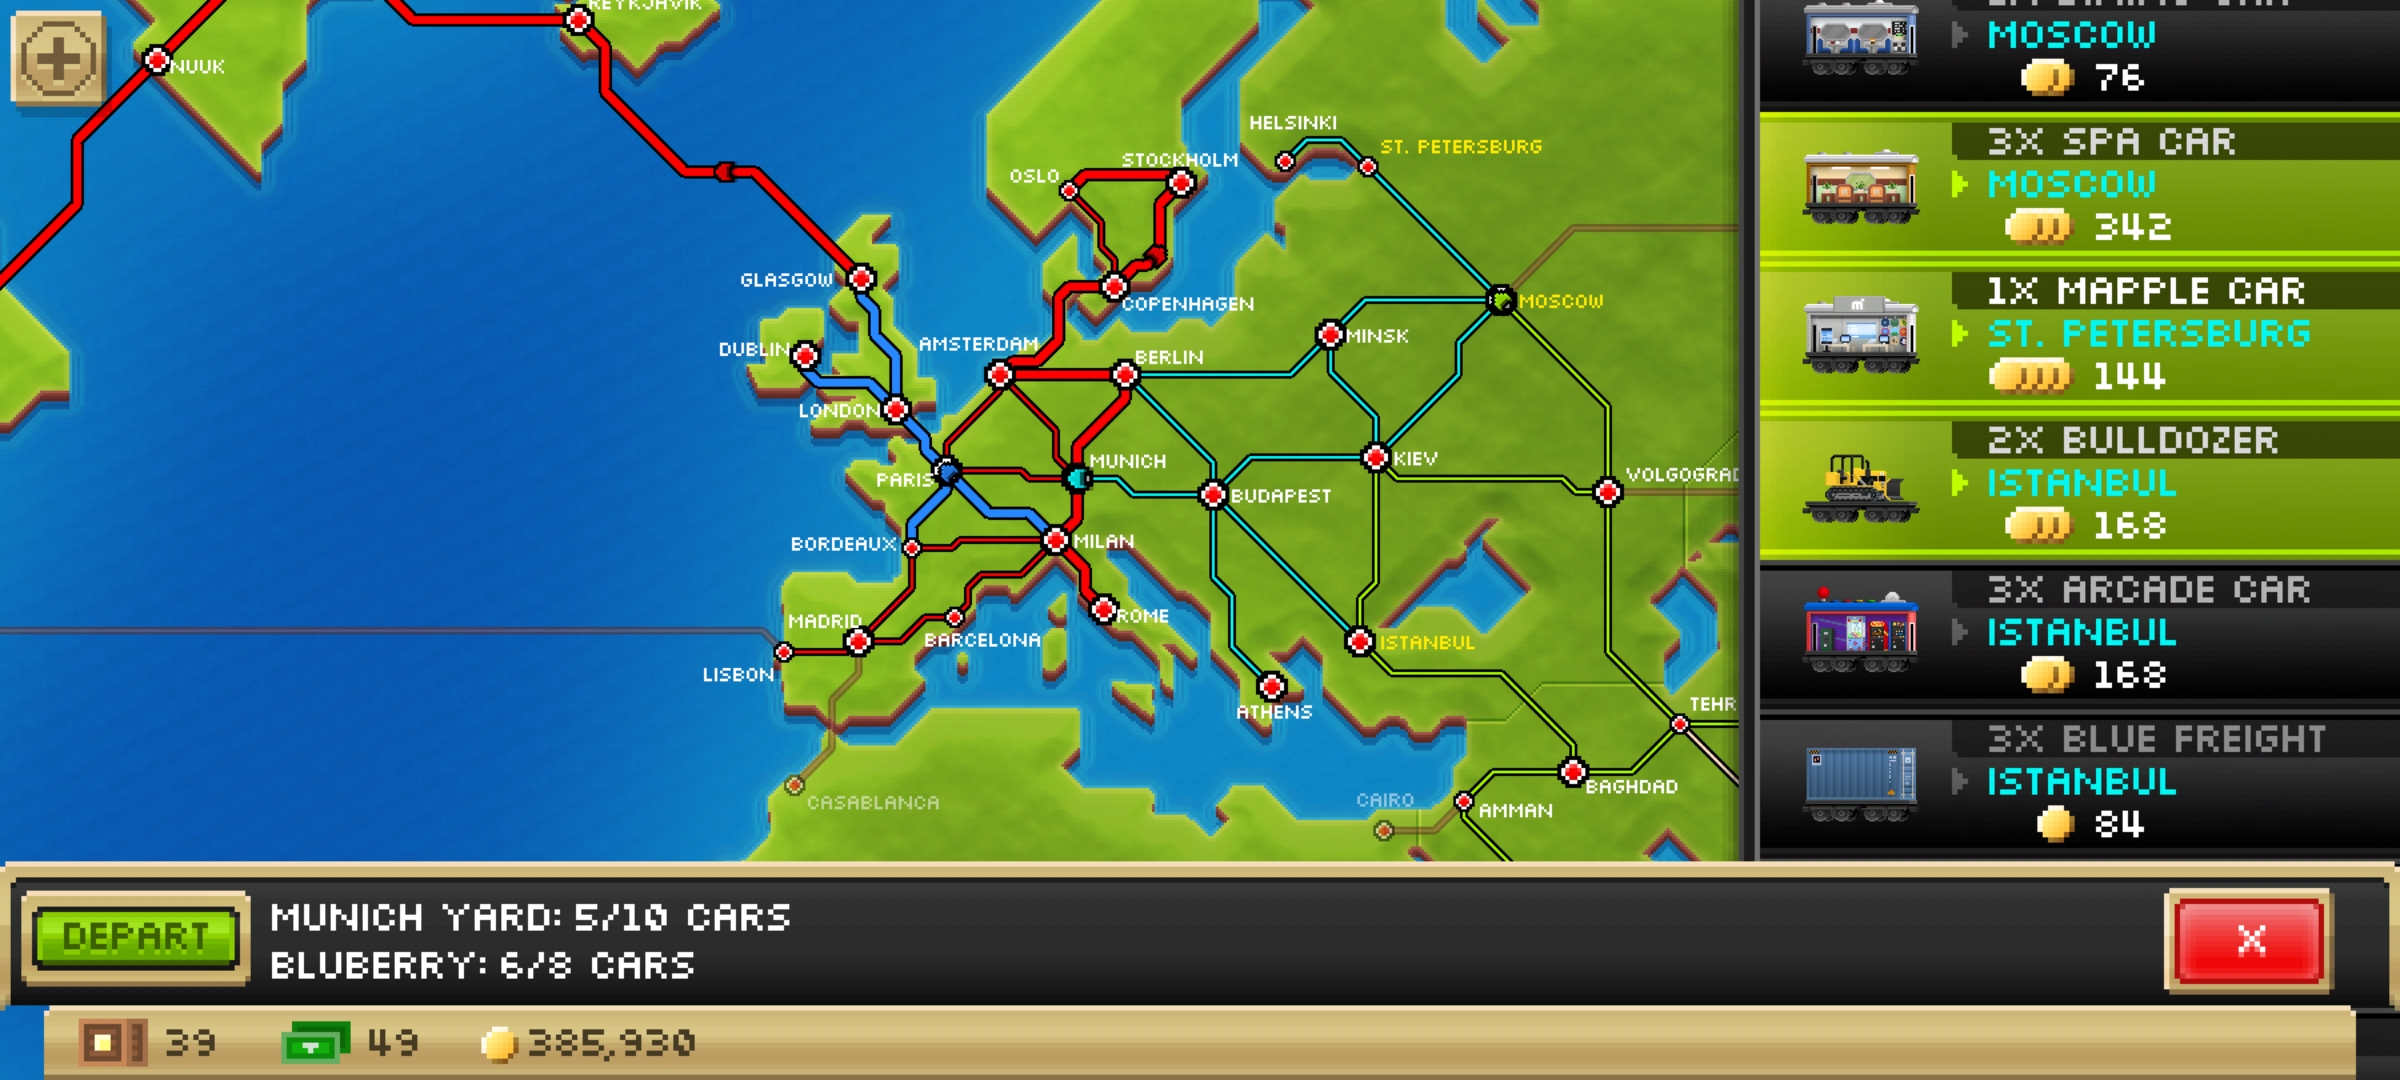 REYKJAVIK
NUUK
HELSINKI
ST. PETERSBURG
STOCKHOLM
OSLO
GLASGOW
COPENHAGEN
MOSCOW
MINSK
DUBLIN
AMSTERDAM
BERLIN
LONDON
MUNICH
KIEV
PARIS
BUDAPEST
VOLGOGRAD
BORDEAUX
MILAN
MADRID
BARCELONA
ROME
ISTANBUL
LISBON
ATHENS
TEHR
CASABLANCA
CAIRO
AMMAN
BAGHDAD
MOSCOW
76
3X SPA CAR
MOSCOW
342
1X MAPPLE CAR
ST. PETERSBURG
144
2X BULLDOZER
ISTANBUL
168
3X ARCADE CAR
ISTANBUL
168
3X BLUE FREIGHT
ISTANBUL
84
DEPART
MUNICH YARD: 5/10 CARS
BLUBERRY: 6/8 CARS
X
39
49
385,930